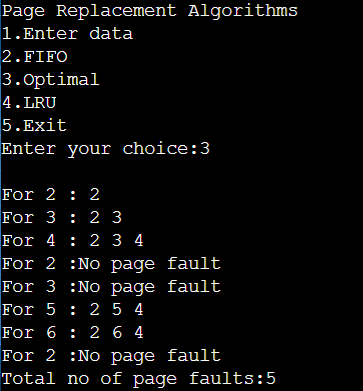 Page Replacement Algorithms
1.Enter data
2.FIFO
3.Optimal
4.LRU
5.Exit
Enter your choice:3
For 2 : 2
For 3 : 2 3
For 4 : 2 3 4
For 2 :No page fault
For 3 :No page fault
For 5 : 2 5 4
For 6 : 2 6 4
For 2 :No page fault
Total no of page faults:5